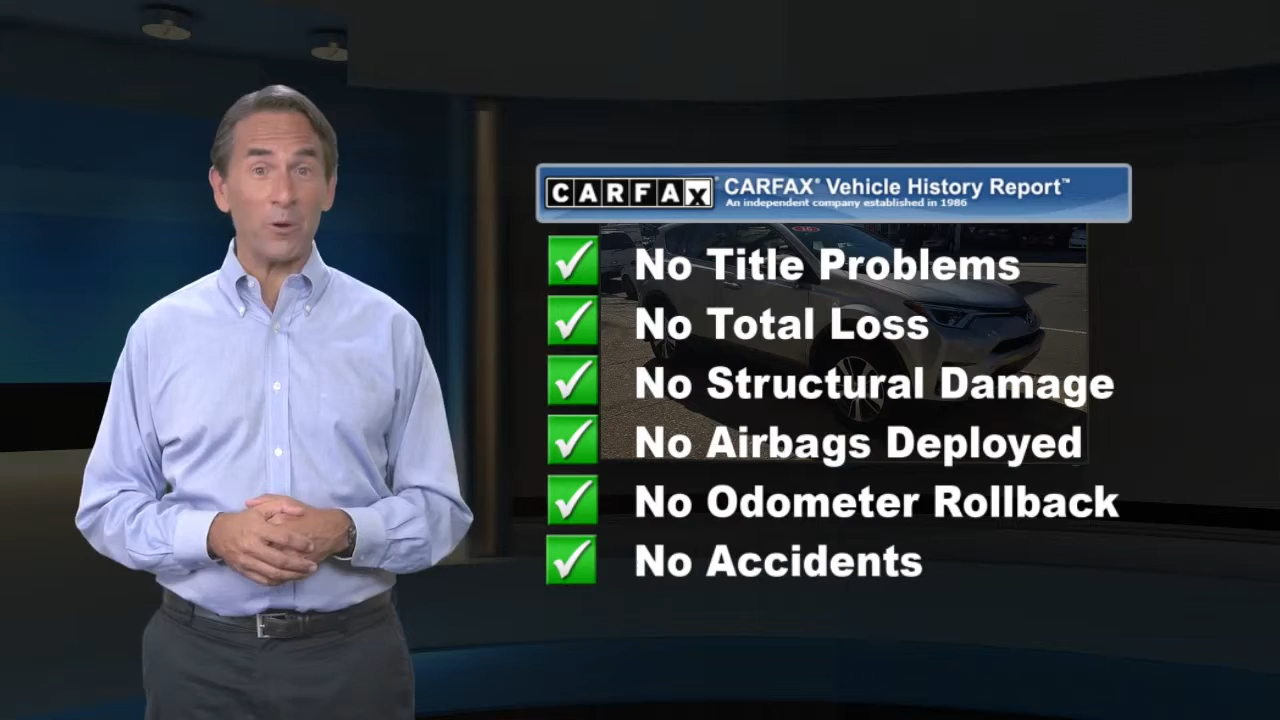 CARFAX
CARFAX® Vehicle History Report™
An independent company established in 1986
No Title Problems
No Total Loss
No Structural Damage
No Airbags Deployed
No Odometer Rollback
No Accidents